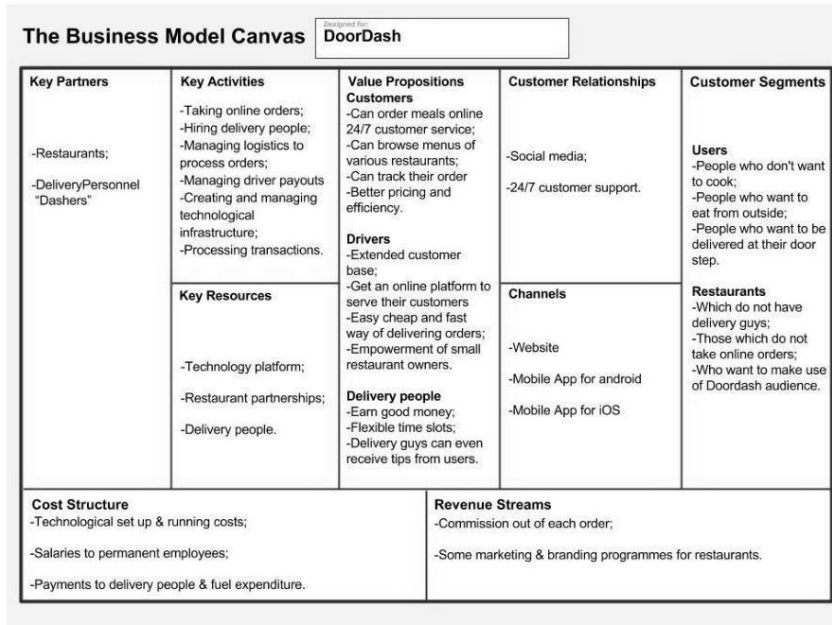 The Business Model Canvas
Designed for:
DoorDash
Key Partners
-Restaurants;
-DeliveryPersonnel
"Dashers"
Key Activities
-Taking online orders;
-Hiring delivery people;
-Managing logistics to
process orders;
-Managing driver payouts
-Creating and managing
technological
infrastructure;
-Processing transactions.
Key Resources
-Technology platform;
-Restaurant partnerships;
-Delivery people.
Value Propositions
Customers
-Can order meals online
24/7 customer service;
-Can browse menus of
various restaurants;
-Can track their order
-Better pricing and
efficiency.
Drivers
-Extended customer
base;
-Get an online platform to
serve their customers
-Easy cheap and fast
way of delivering orders;
-Empowerment of small
restaurant owners.
Delivery people
-Earn good money;
-Flexible time slots;
-Delivery guys can even
receive tips from users.
Customer Relationships
-Social media;
-24/7 customer support.
Channels
-Website
-Mobile App for android
-Mobile App for iOS
Customer Segments
Users
-People who don't want
to cook;
-People who want to
eat from outside;
-People who want to be
delivered at their door
step.
Restaurants
-Which do not have
delivery guys;
-Those which do not
take online orders;
-Who want to make use
of Doordash audience.
Cost Structure
-Technological set up & running costs;
-Salaries to permanent employees;
-Payments to delivery people & fuel expenditure.
Revenue Streams
-Commission out of each order;
-Some marketing & branding programmes for restaurants.